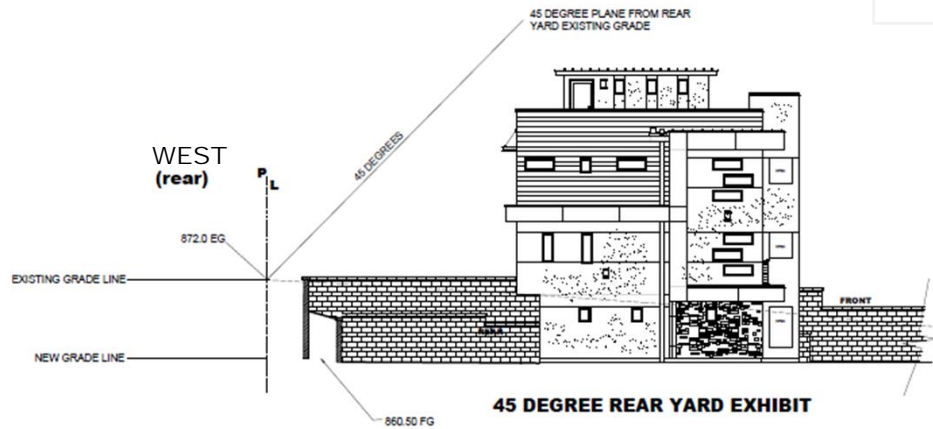 45 DEGREE PLANE FROM REAR
YARD EXISTING GRADE
45 DEGREES
WEST
(rear)
P
L
872.0 EG
EXISTING GRADE LINE
FRONT
NEW GRADE LINE
860.50 FG
45 DEGREE REAR YARD EXHIBIT